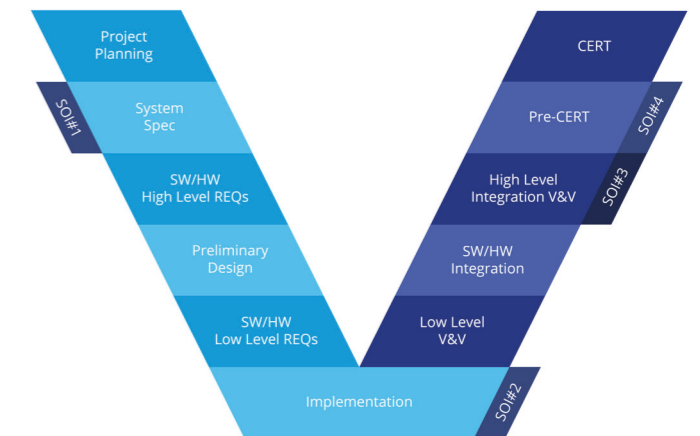 Project
Planning
SOI#1
System
Spec
SW/HW
High Level REQs
Preliminary
Design
SW/HW
Low Level REQs
Implementation
SOI#2
Low Level
V&V
SW/HW
Integration
High Level
Integration V&V
SOI#3
Pre-CERT
SOI#4
CERT